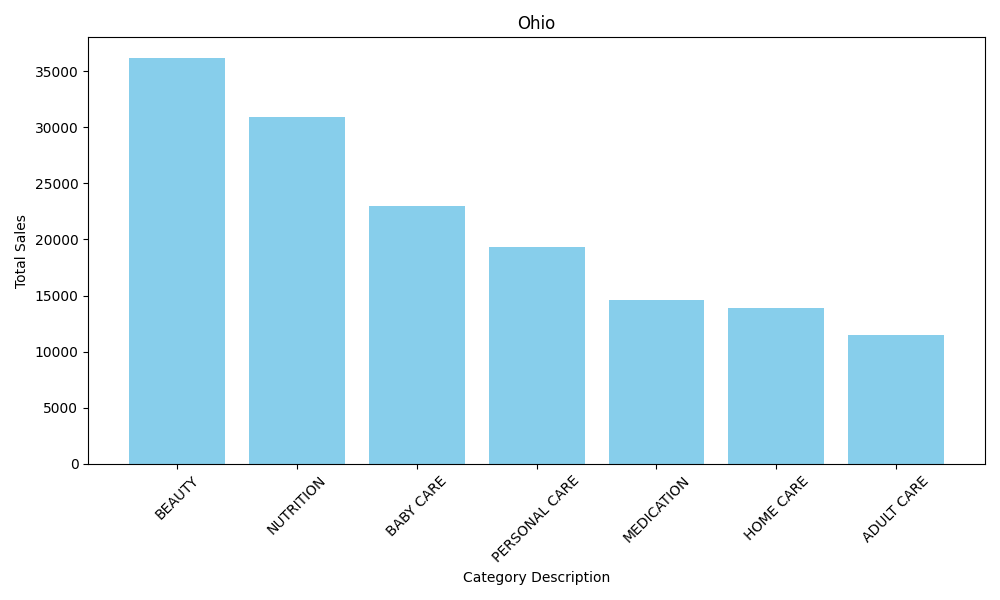 Ohio
Total Sales
35000
30000
25000
20000
15000
10000
5000
0
BEAUTY
NUTRITION
BABY CARE
PERSONAL CARE
MEDICATION
HOME CARE
ADULT CARE
Category Description